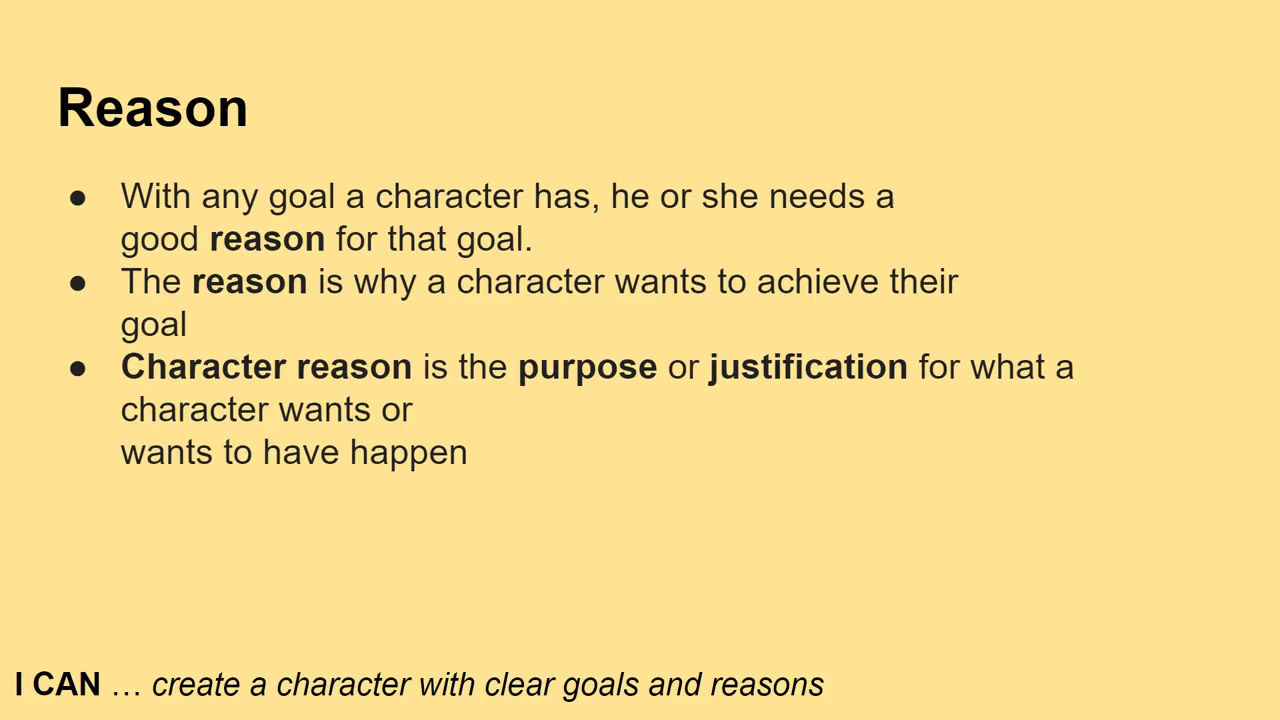 Reason
● With any goal a character has, he or she needs a
good reason for that goal.
● The reason is why a character wants to achieve their
goal
● Character reason is the purpose or justification for what a
character wants or
wants to have happen
I CAN … create a character with clear goals and reasons